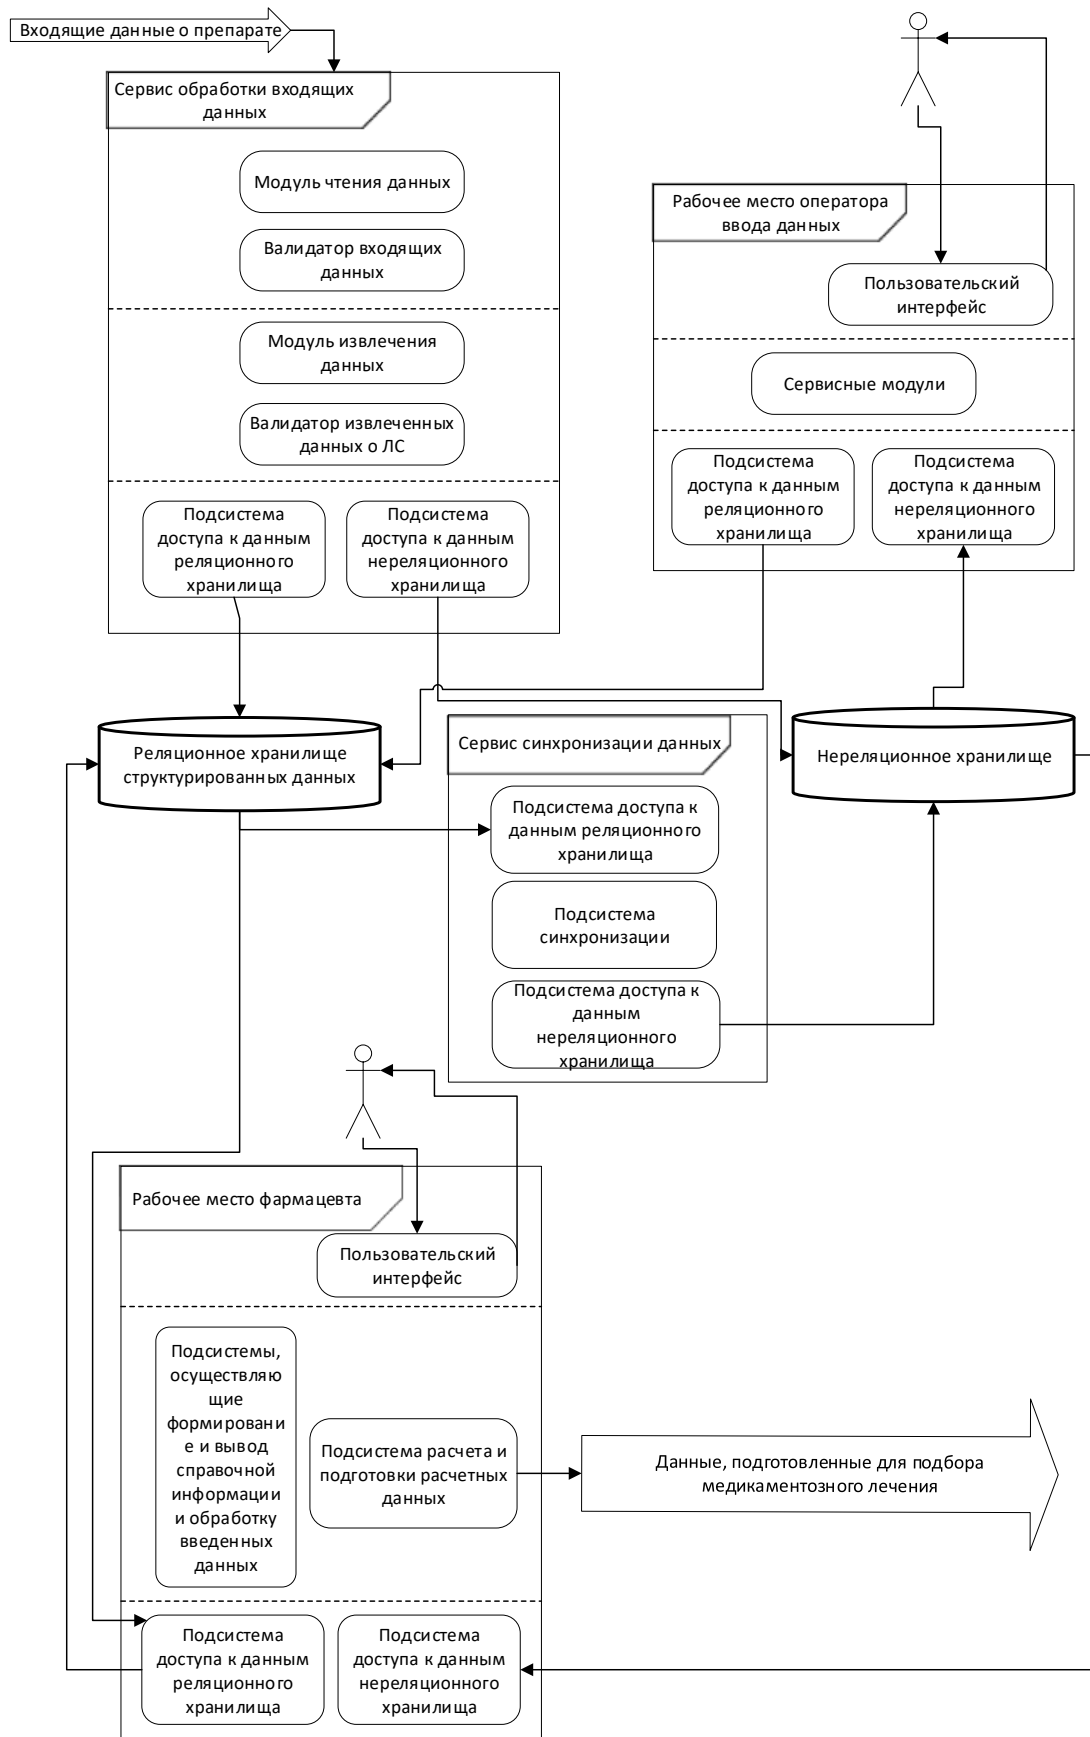 Входящие данные о препарате
Сервис обработки входящих
данных
Модуль чтения данных
Валидатор входящих
данных
Модуль извлечения
данных
Валидатор извлеченных
данных о ЛС
Подсистема
доступа к данным
реляционного
хранилища
Подсистема
доступа к данным
нереляционного
хранилища
Рабочее место оператора
ввода данных
Пользовательский
интерфейс
Сервисные модули
Подсистема
доступа к данным
реляционного
хранилища
Подсистема
доступа к данным
нереляционного
хранилища
Реляционное хранилище
структурированных данных
Сервис синхронизации данных
Подсистема доступа к
данным реляционного
хранилища
Подсистема
синхронизации
Подсистема доступа к
данным
нереляционного
хранилища
Нереляционное хранилище
Рабочее место фармацевта
Пользовательский
интерфейс
Подсистемы,
осуществляю
щие
формировани
е и вывод
справочной
информации
и обработку
введенных
данных
Подсистема расчета и
подготовки расчетных
данных
Данные, подготовленные для подбора
медикаментозного лечения
Подсистема
доступа к данным
реляционного
хранилища
Подсистема
доступа к данным
нереляционного
хранилища